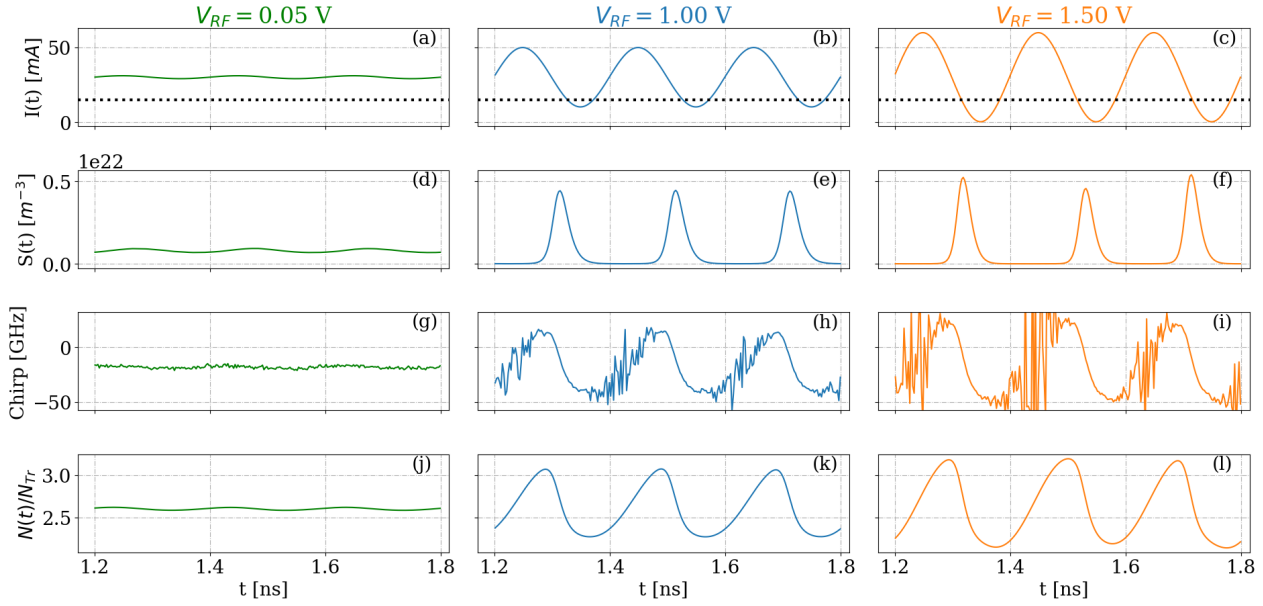 V_RF = 0.05 V V_RF = 1.00 V V_RF = 1.50 V
I(t) [mA] 50 0 (a) (b) (c)
1e22
S(t) [m⁻³] 0.5 0.0 (d) (e) (f)
Chirp [GHz] 0 −50 (g) (h) (i)
N(t)/N_Tr 3.0 2.5 (j) (k) (l)
1.2 1.4 1.6 1.8 1.2 1.4 1.6 1.8 1.2 1.4 1.6 1.8
t [ns] t [ns] t [ns]